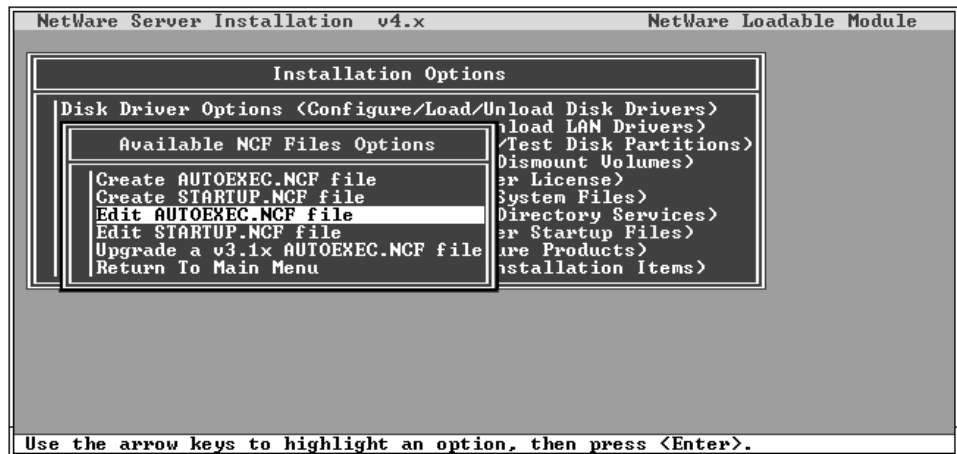 NetWare Server Installation v4.x NetWare Loadable Module
Installation Options
Disk Driver Options (Configure/Load/Unload Disk Drivers)
nload LAN Drivers)
Available NCF Files Options /Test Disk Partitions)
Dismount Volumes)
Create AUTOEXEC.NCF file er License)
Create STARTUP.NCF file System Files)
Edit AUTOEXEC.NCF file Directory Services)
Edit STARTUP.NCF file er Startup Files)
Upgrade a v3.1x AUTOEXEC.NCF file ure Products)
Return To Main Menu nstallation Items)
Use the arrow keys to highlight an option, then press <Enter>.